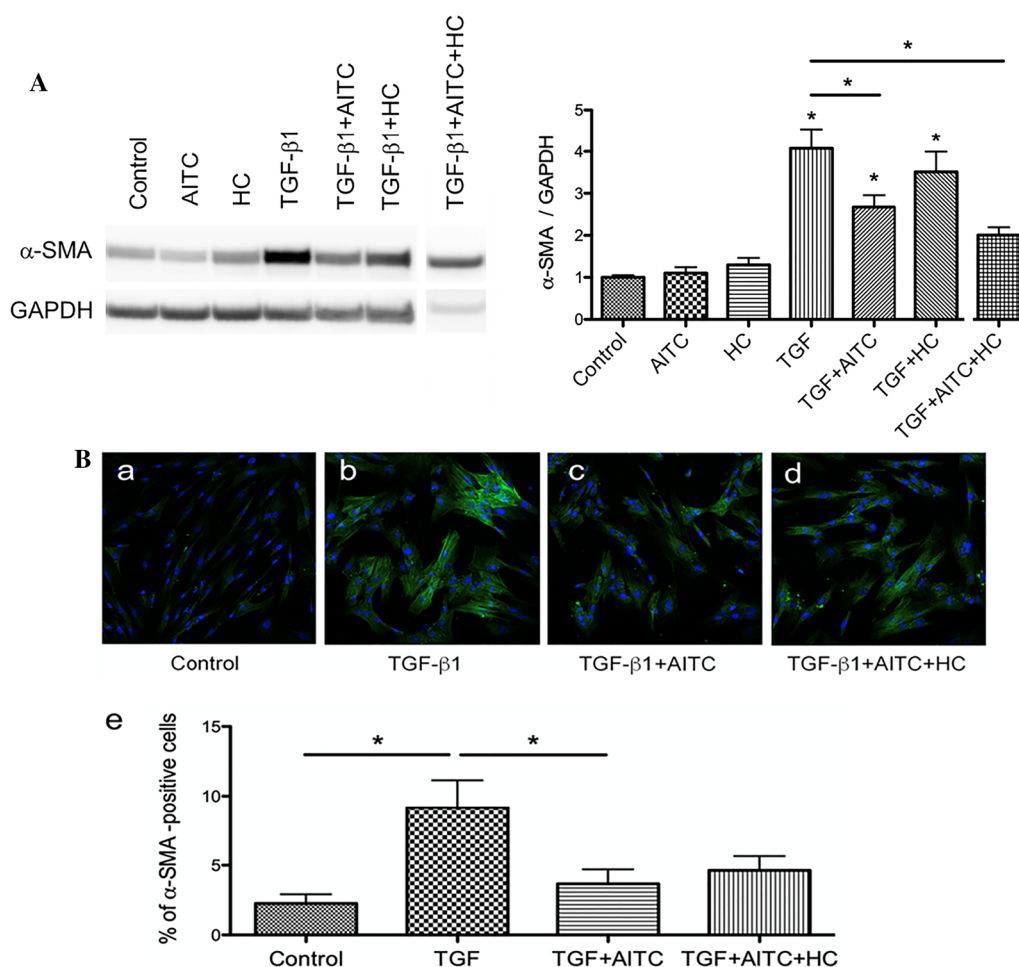 A
Control
AITC
HC
TGF-β1
TGF-β1+AITC
TGF-β1+HC
TGF-β1+AITC+HC
α-SMA
GAPDH
α-SMA / GAPDH
5
4
3
2
1
0
*
*
*
*
*
Control
AITC
HC
TGF
TGF+AITC
TGF+HC
TGF+AITC+HC
B
a
b
c
d
Control
TGF-β1
TGF-β1+AITC
TGF-β1+AITC+HC
e
% of α-SMA -positive cells
15
10
5
0
*
*
Control
TGF
TGF+AITC
TGF+AITC+HC